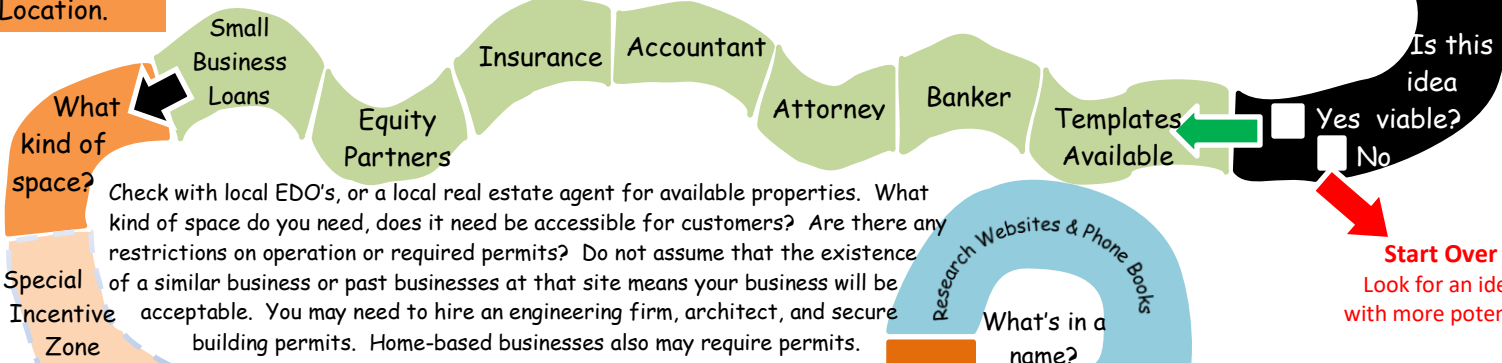 Location.
Small
Business
Loans
Equity
Partners
Insurance
Accountant
Attorney
Banker
Templates
Available
Is this
idea
Yes viable?
No
Start Over
Look for an
with more
What
kind of
space?
Check with local EDO's, or a local real estate agent for available properties. What
kind of space do you need, does it need be accessible for customers? Are there any
restrictions on operation or required permits? Do not assume that the existence
of a similar business or past businesses at that site means your business will be
acceptable. You may need to hire an engineering firm, architect, and secure
building permits. Home-based businesses also may require permits.
Special
Incentive
Zone
Research Websites & Phone Books
What's in a
name?